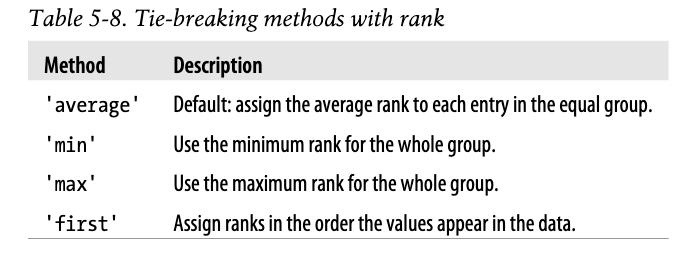 Table 5-8. Tie-breaking methods with rank
Method Description
'average' Default: assign the average rank to each entry in the equal group.
'min' Use the minimum rank for the whole group.
'max' Use the maximum rank for the whole group.
'first' Assign ranks in the order the values appear in the data.